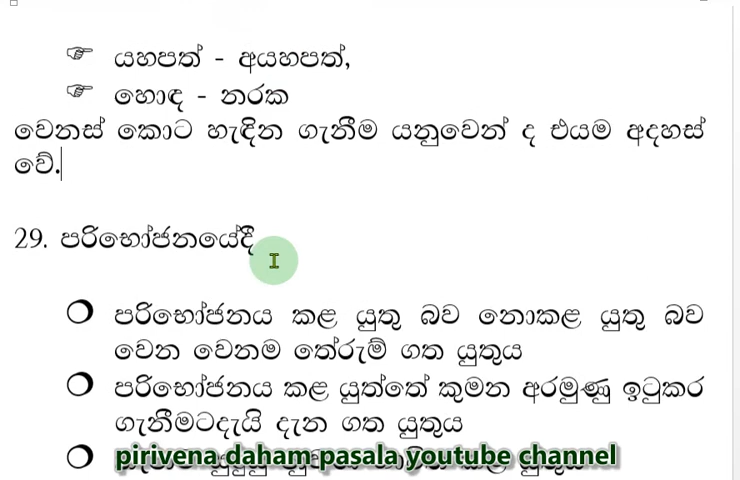 යහපත් - අයහපත්,
හොඳ - නරක
වෙනස් කොට හැඳින ගැනීම යනුවෙන් ද එයම අදහස්
වේ.
29. පරිභෝජනයේදී
පරිභෝජනය කළ යුතු බව නොකළ යුතු බව
වෙන වෙනම තේරුම් ගත යුතුය
පරිභෝජනය කළ යුත්තේ කුමන අරමුණු ඉටුකර
ගැනීමටදැයි දැන ගත යුතුය
pirivena daham pasala youtube channel